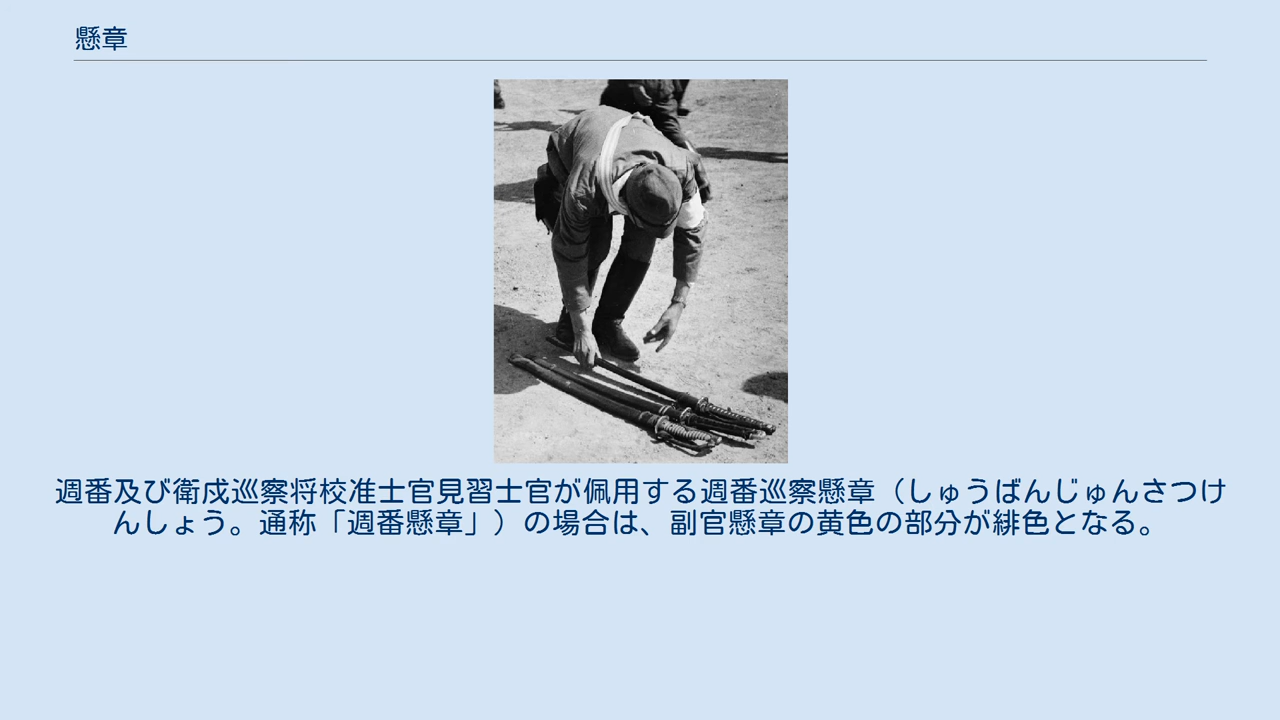 懸章
週番及び衛戍巡察将校准士官見習士官が佩用する週番巡察懸章（しゅうばんじゅんさつけ
んしょう。通称「週番懸章」）の場合は、副官懸章の黄色の部分が緋色となる。